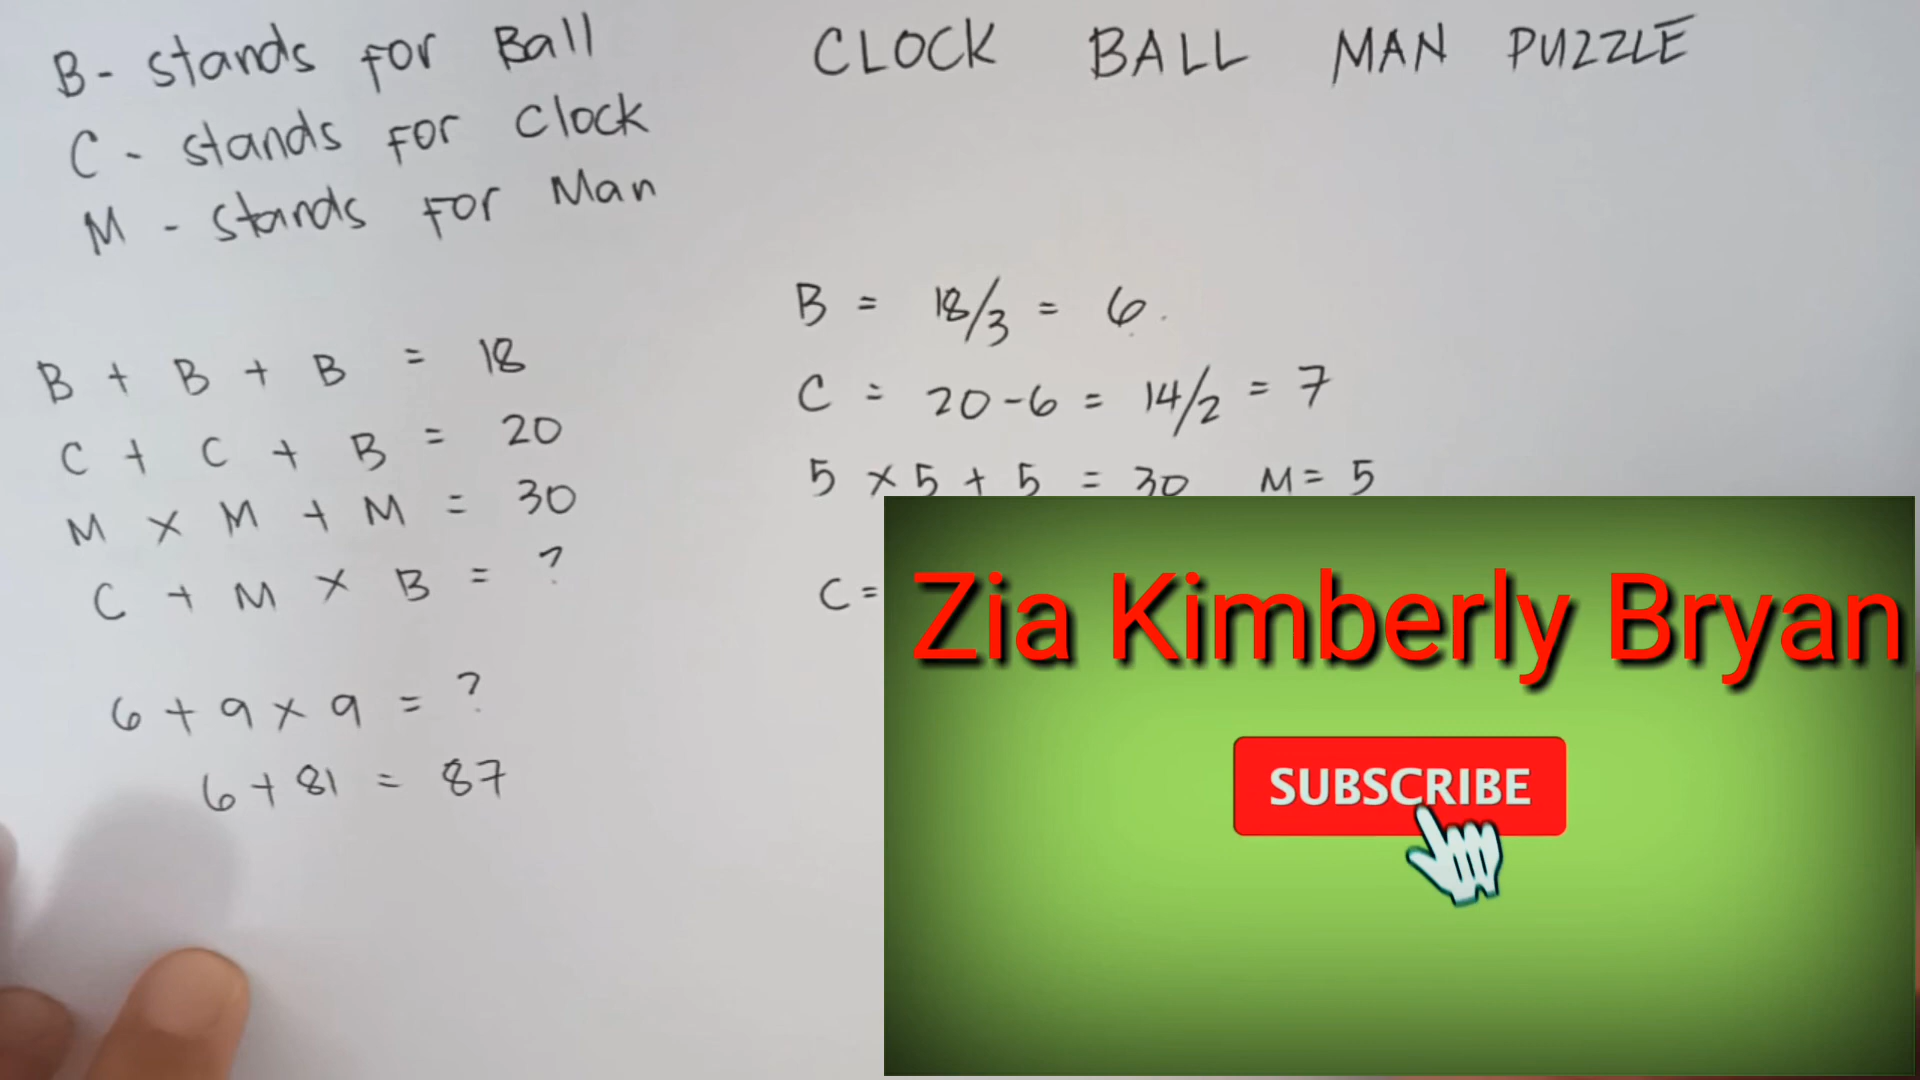 B - stands for Ball
C - stands for Clock
M - stands for Man
CLOCK BALL MAN PUZZLE
B + B + B = 18
C + C + B = 20
M × M + M = 30
C + M × B = ?
6 + 9 × 9 = ?
6 + 81 = 87
B = 18/3 = 6
C = 20 - 6 = 14/2 = 7
5 × 5 + 5 = 30 M = 5
C =
Zia Kimberly Bryan
SUBSCRIBE